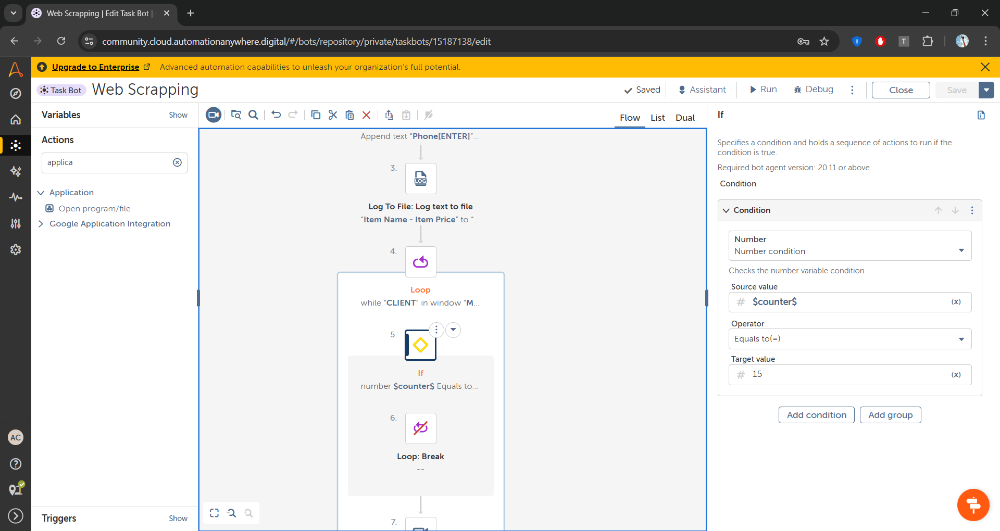 Web Scrapping | Edit Task Bot |
community.cloud.automationanywhere.digital/#/bots/repository/private/taskbots/15187138/edit
T
Upgrade to Enterprise Advanced automation capabilities to unleash your organization's full potential.
Task Bot Web Scrapping
Saved Assistant Run Debug Close Save
Variables Show
Flow List Dual
Actions
applica
Application
Open program/file
Google Application Integration
Triggers Show
AC
Append text "Phone[ENTER]"...
3.
LOG
Log To File: Log text to file
"Item Name - Item Price" to "...
4.
Loop
while "CLIENT" in window "M...
5.
If
number $counter$ Equals to...
6.
Loop: Break
--
7.
If
Specifies a condition and holds a sequence of actions to run if the
condition is true.
Required bot agent version: 20.11 or above
Condition
Condition
Number
Number condition
Checks the number variable condition.
Source value
# $counter$ (x)
Operator
Equals to(=)
Target value
# 15 (x)
Add condition Add group